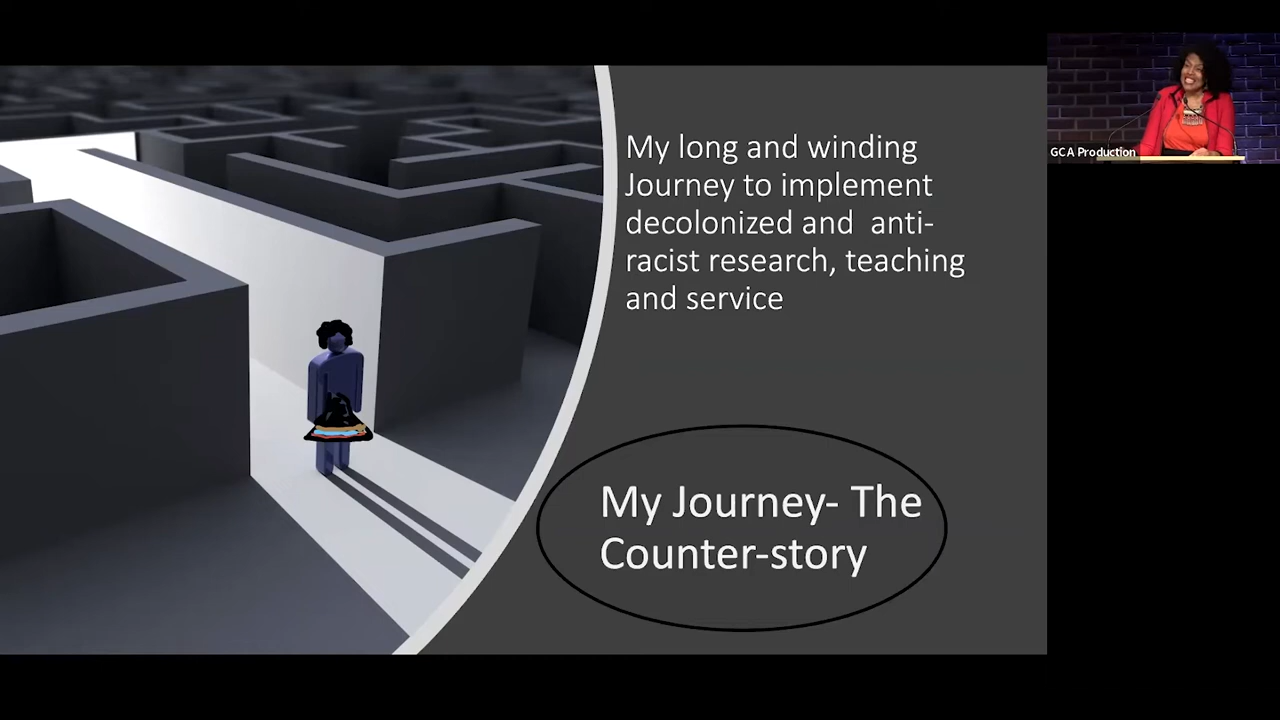 My long and winding
Journey to implement
decolonized and  anti-
racist research, teaching
and service
My Journey- The
Counter-story
GCA Production